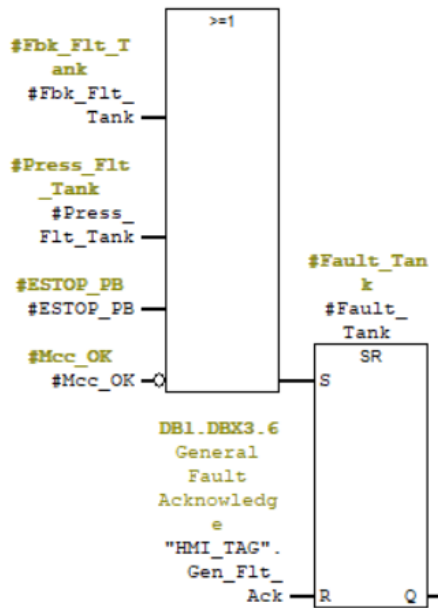 >=1
#Fbk_Flt_T
ank
#Fbk_Flt_
Tank
#Press_Flt
_Tank
#Press_
Flt_Tank
#ESTOP_PB
#ESTOP_PB
#Mcc_OK
#Mcc_OK
#Fault_Tan
k
#Fault_
Tank
SR
S
DB1.DBX3.6
General
Fault
Acknowledg
e
"HMI_TAG".
Gen_Flt_
Ack
R
Q